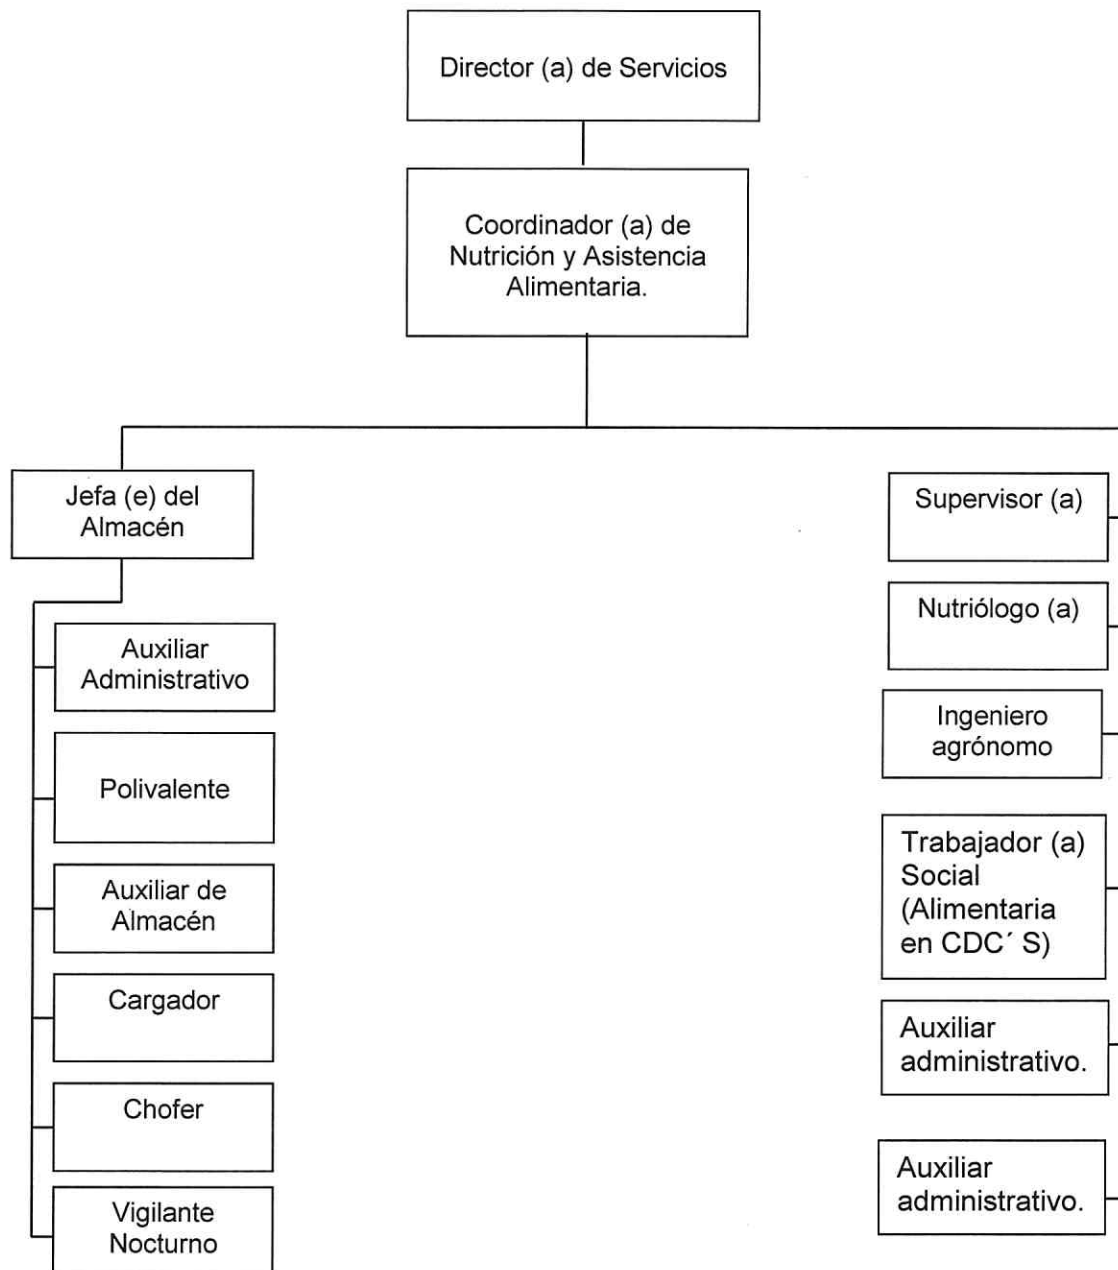 Director (a) de Servicios
Coordinador (a) de
Nutrición y Asistencia
Alimentaria.
Jefa (e) del
Almacén
Auxiliar
Administrativo
Polivalente
Auxiliar de
Almacén
Cargador
Chofer
Vigilante
Nocturno
Supervisor (a)
Nutriólogo (a)
Ingeniero
agrónomo
Trabajador (a)
Social
(Alimentaria
en CDC´ S)
Auxiliar
administrativo.
Auxiliar
administrativo.